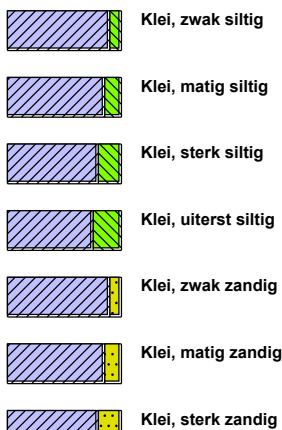 Klei, zwak siltig
Klei, matig siltig
Klei, sterk siltig
Klei, uiterst siltig
Klei, zwak zandig
Klei, matig zandig
Klei, sterk zandig